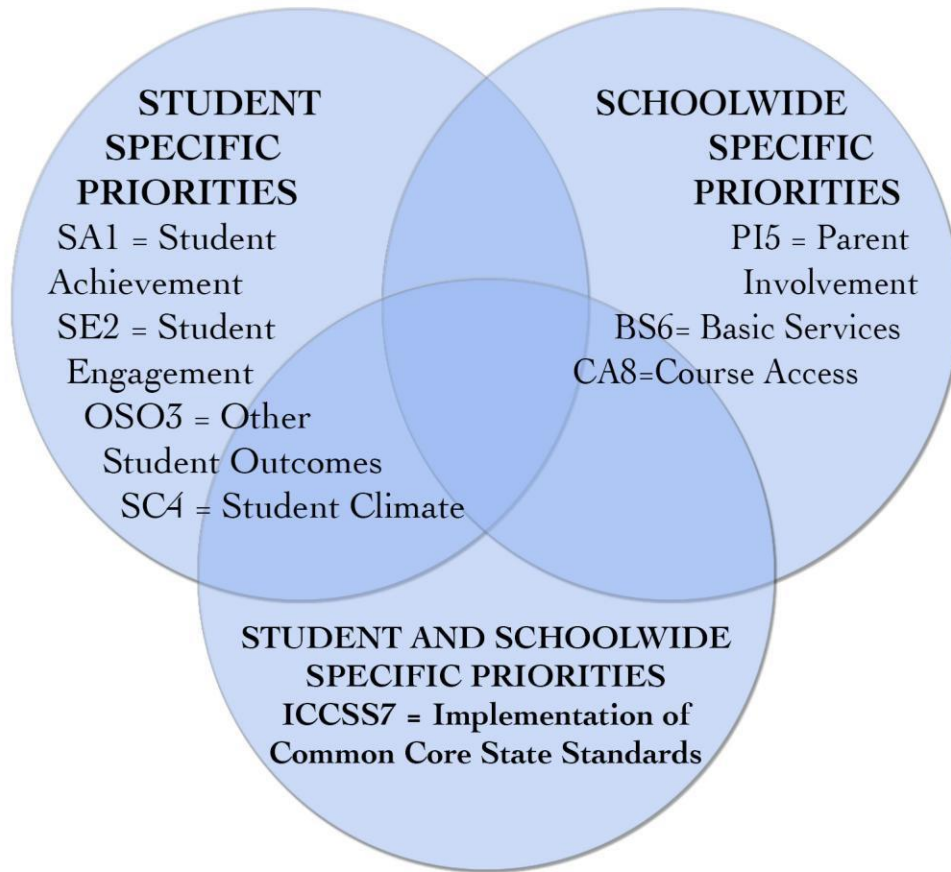 STUDENT
SPECIFIC
PRIORITIES
SA1 = Student
Achievement
SE2 = Student
Engagement
OSO3 = Other
Student Outcomes
SC4 = Student Climate
SCHOOLWIDE
SPECIFIC
PRIORITIES
PI5 = Parent
Involvement
BS6= Basic Services
CA8=Course Access
STUDENT AND SCHOOLWIDE
SPECIFIC PRIORITIES
ICCSS7 = Implementation of
Common Core State Standards